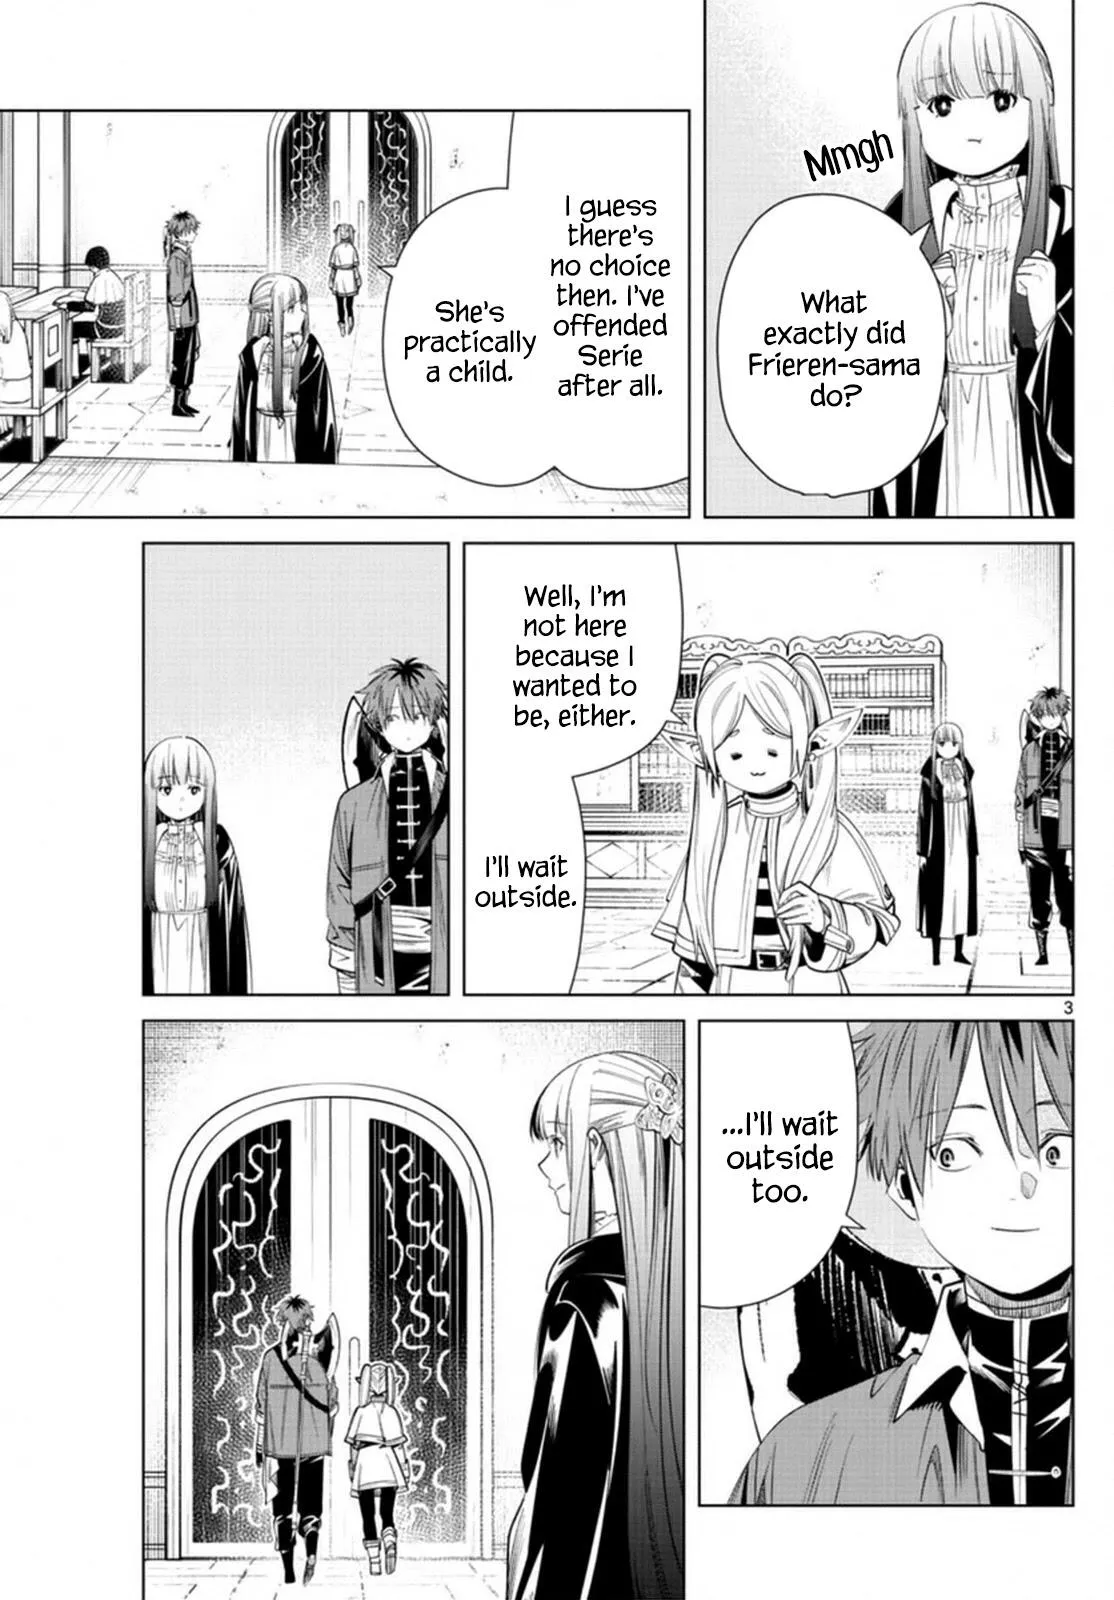 Mmgh
What
exactly did
Frieren-sama
do?
I guess
there's
no choice
then. I've
offended
Serie
after all.
She's
practically
a child.
Well, I'm
not here
because I
wanted to
be, either.
I'll wait
outside.
3
...I'll wait
outside
too.